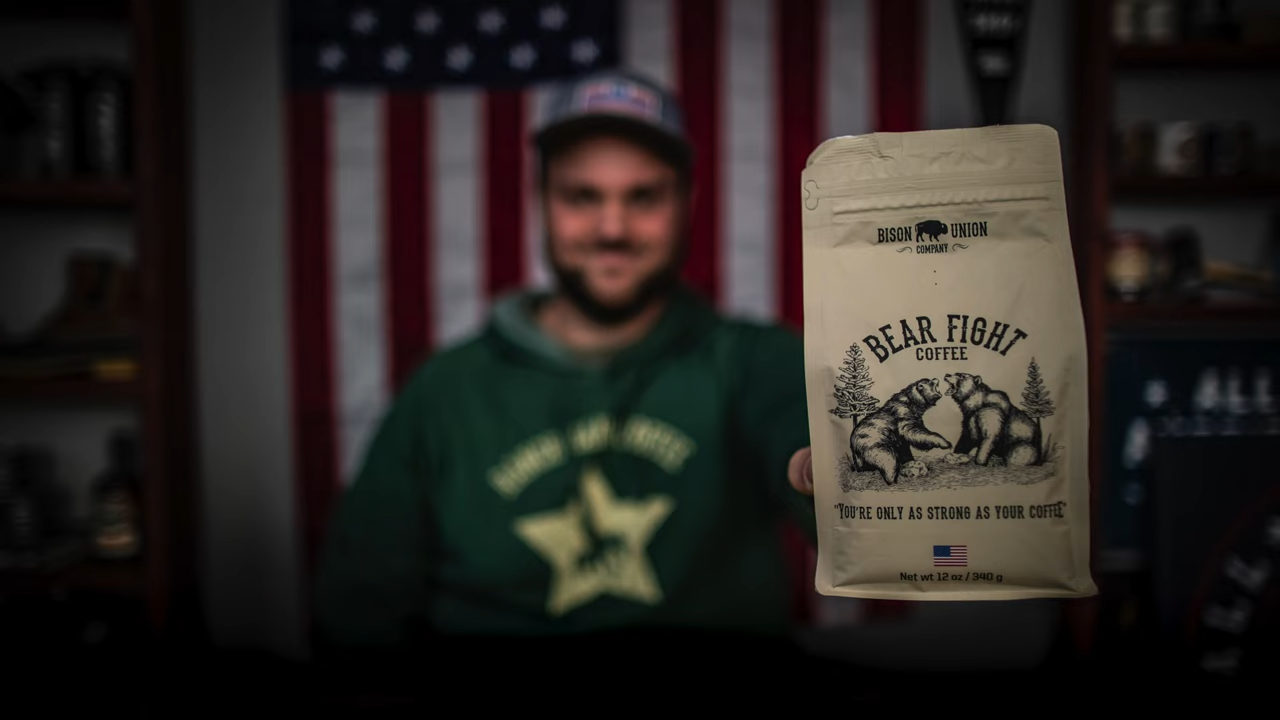 BISON UNION
COMPANY
BEAR FIGHT
COFFEE
"YOU'RE ONLY AS STRONG AS YOUR COFFEE"
Net wt 12 oz / 340 g